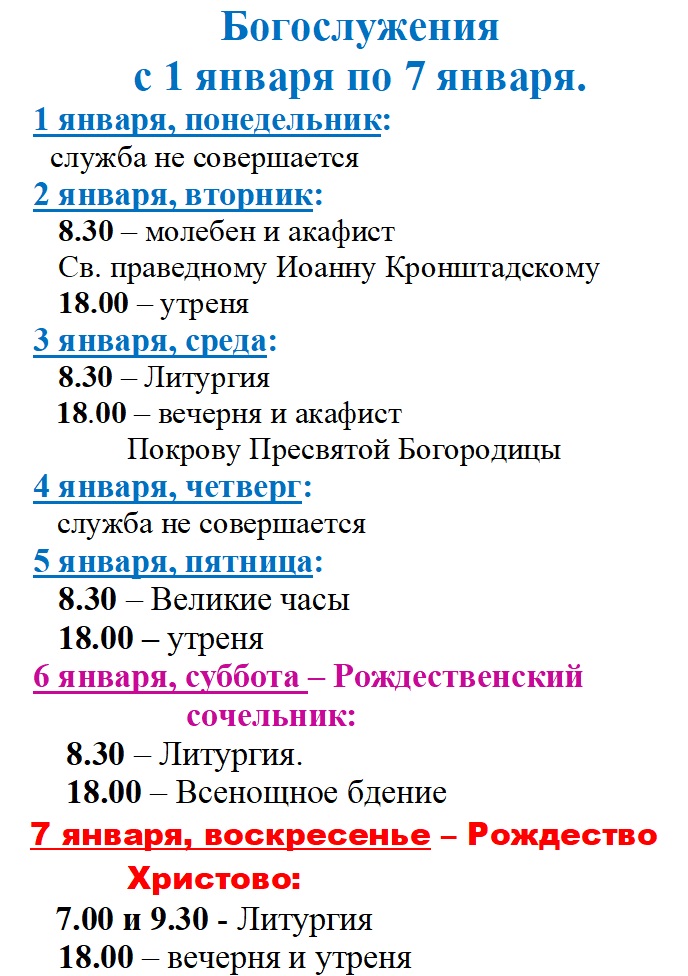 Богослужения
с 1 января по 7 января.
1 января, понедельник:
служба не совершается
2 января, вторник:
8.30 – молебен и акафист
Св. праведному Иоанну Кронштадскому
18.00 – утреня
3 января, среда:
8.30 – Литургия
18.00 – вечерня и акафист
Покрову Пресвятой Богородицы
4 января, четверг:
служба не совершается
5 января, пятница:
8.30 – Великие часы
18.00 – утреня
6 января, суббота – Рождественский
сочельник:
8.30 – Литургия.
18.00 – Всенощное бдение
7 января, воскресенье – Рождество
Христово:
7.00 и 9.30 - Литургия
18.00 – вечерня и утреня